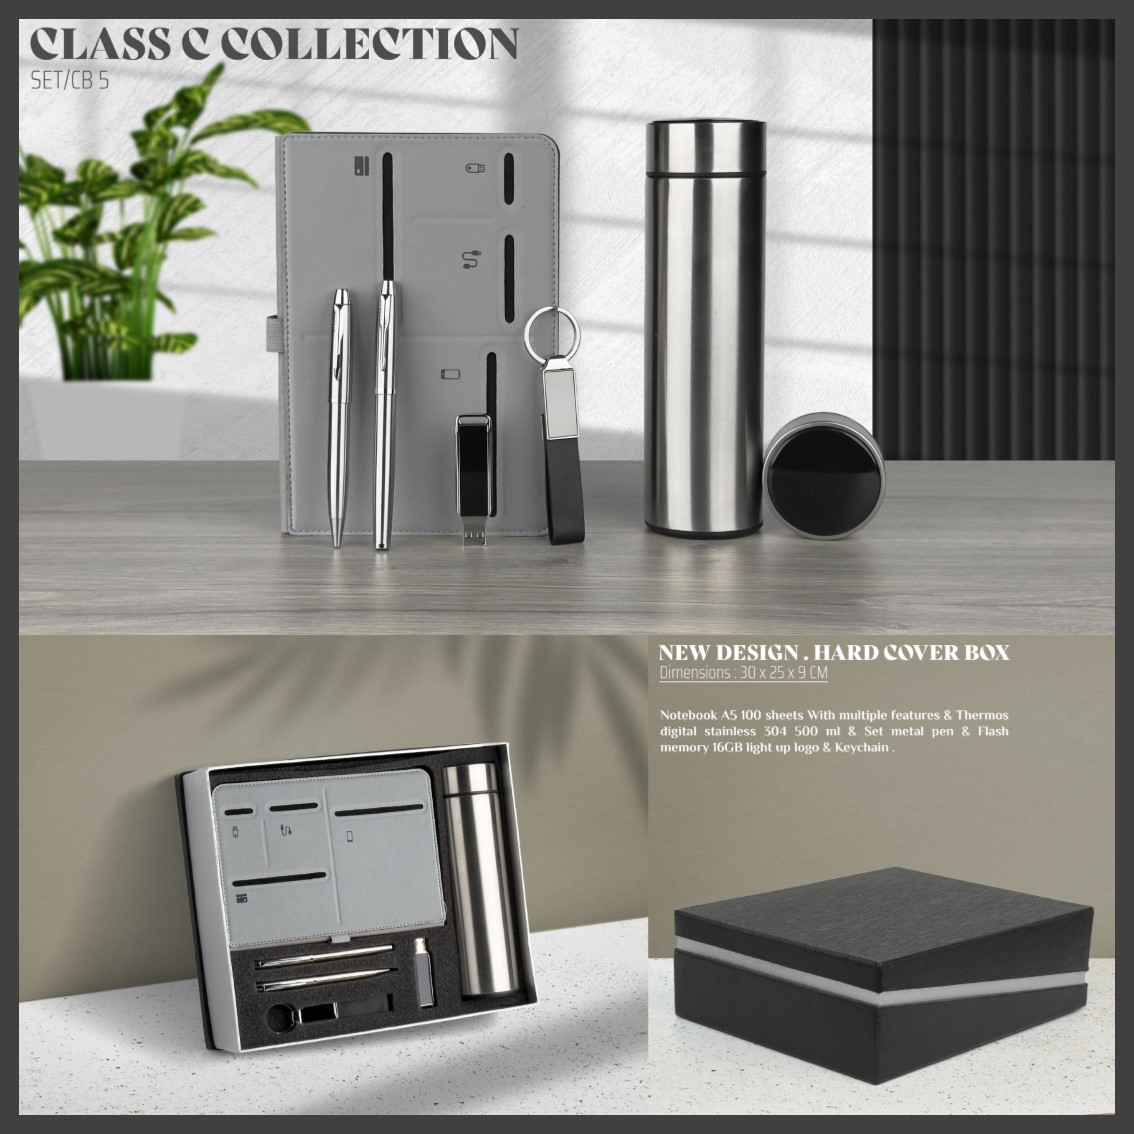 CLASS C COLLECTION
SET/CB 5
NEW DESIGN . HARD COVER BOX
Dimensions : 30 x 25 x 9 CM
Notebook A5 100 sheets With multiple features & Thermos
digital stainless 304 500 ml & Set metal pen & Flash
memory 16GB light up logo & Keychain .